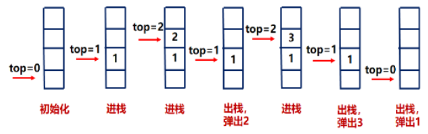 top=0
初始化
top=1
1
进栈
top=2
2
1
进栈
top=1
1
出栈，
弹出2
top=2
3
1
进栈
top=1
1
出栈，
弹出3
top=0
出栈，
弹出1